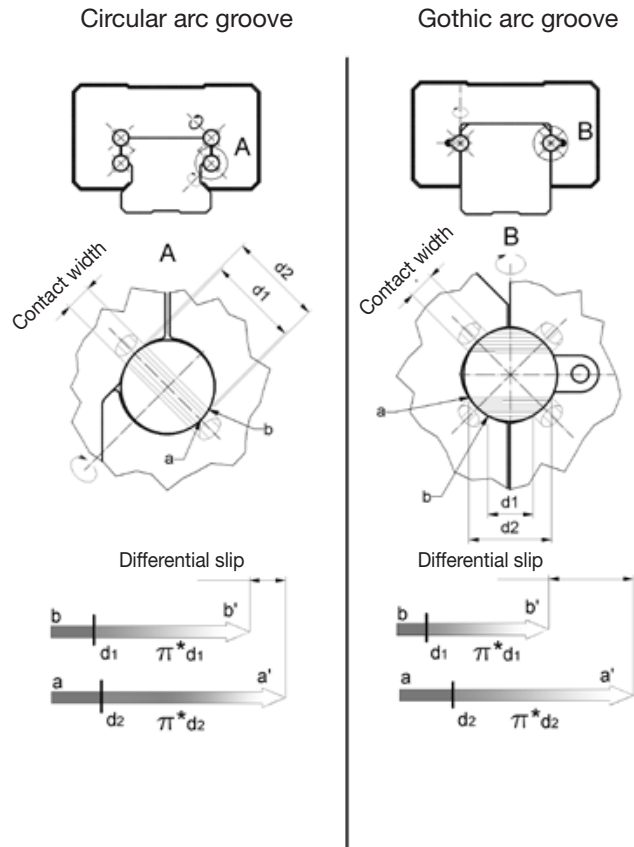 Circular arc groove
A
A
Contact width
d1
d2
a
b
Differential slip
b
b'
d1
π*d1
a
a'
d2
π*d2
Gothic arc groove
B
B
Contact width
a
b
d1
d2
Differential slip
b
b'
d1
π*d1
a
a'
d2
π*d2